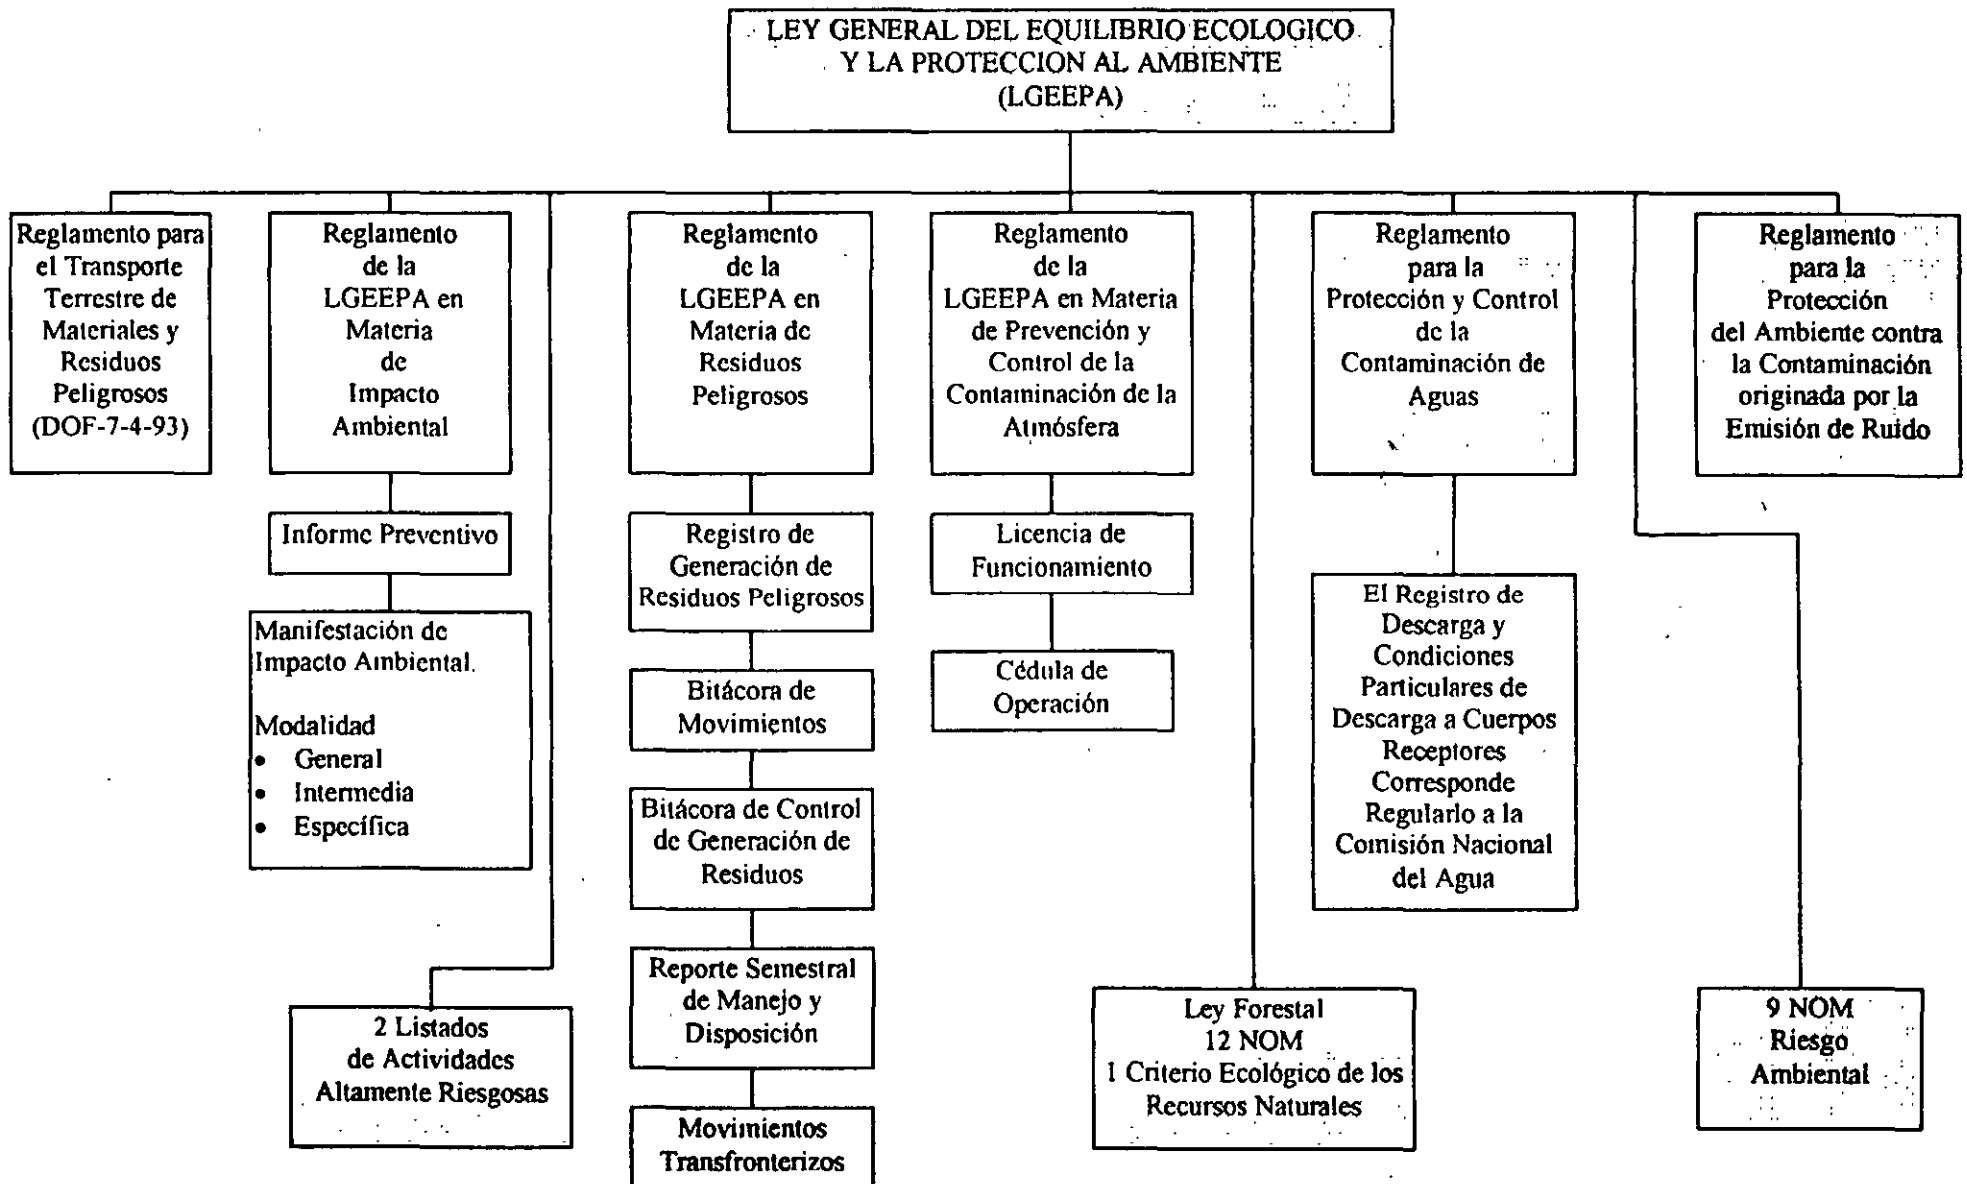 LEY GENERAL DEL EQUILIBRIO ECOLOGICO
Y LA PROTECCION AL AMBIENTE
(LGEEPA)
Reglamento para
el Transporte
Terrestre de
Materiales y
Residuos
Peligrosos
(DOF-7-4-93)
Reglamento
de la
LGEEPA en
Materia
de
Impacto
Ambiental
Informe Preventivo
Manifestación de
Impacto Ambiental.
Modalidad
• General
• Intermedia
• Específica
2 Listados
de Actividades
Altamente Riesgosas
Reglamento
de la
LGEEPA en
Materia de
Residuos
Peligrosos
Registro de
Generación de
Residuos Peligrosos
Bitácora de
Movimientos
Bitácora de Control
de Generación de
Residuos
Reporte Semestral
de Manejo y
Disposición
Movimientos
Transfronterizos
Reglamento
de la
LGEEPA en Materia
de Prevención y
Control de la
Contaminación de la
Atmósfera
Licencia de
Funcionamiento
Cédula de
Operación
Ley Forestal
12 NOM
1 Criterio Ecológico de los
Recursos Naturales
Reglamento
para la
Protección y Control
de la
Contaminación de
Aguas
El Registro de
Descarga y
Condiciones
Particulares de
Descarga a Cuerpos
Receptores
Corresponde
Regularlo a la
Comisión Nacional
del Agua
Reglamento
para la
Protección
del Ambiente contra
la Contaminación
originada por la
Emisión de Ruido
9 NOM
Riesgo
Ambiental